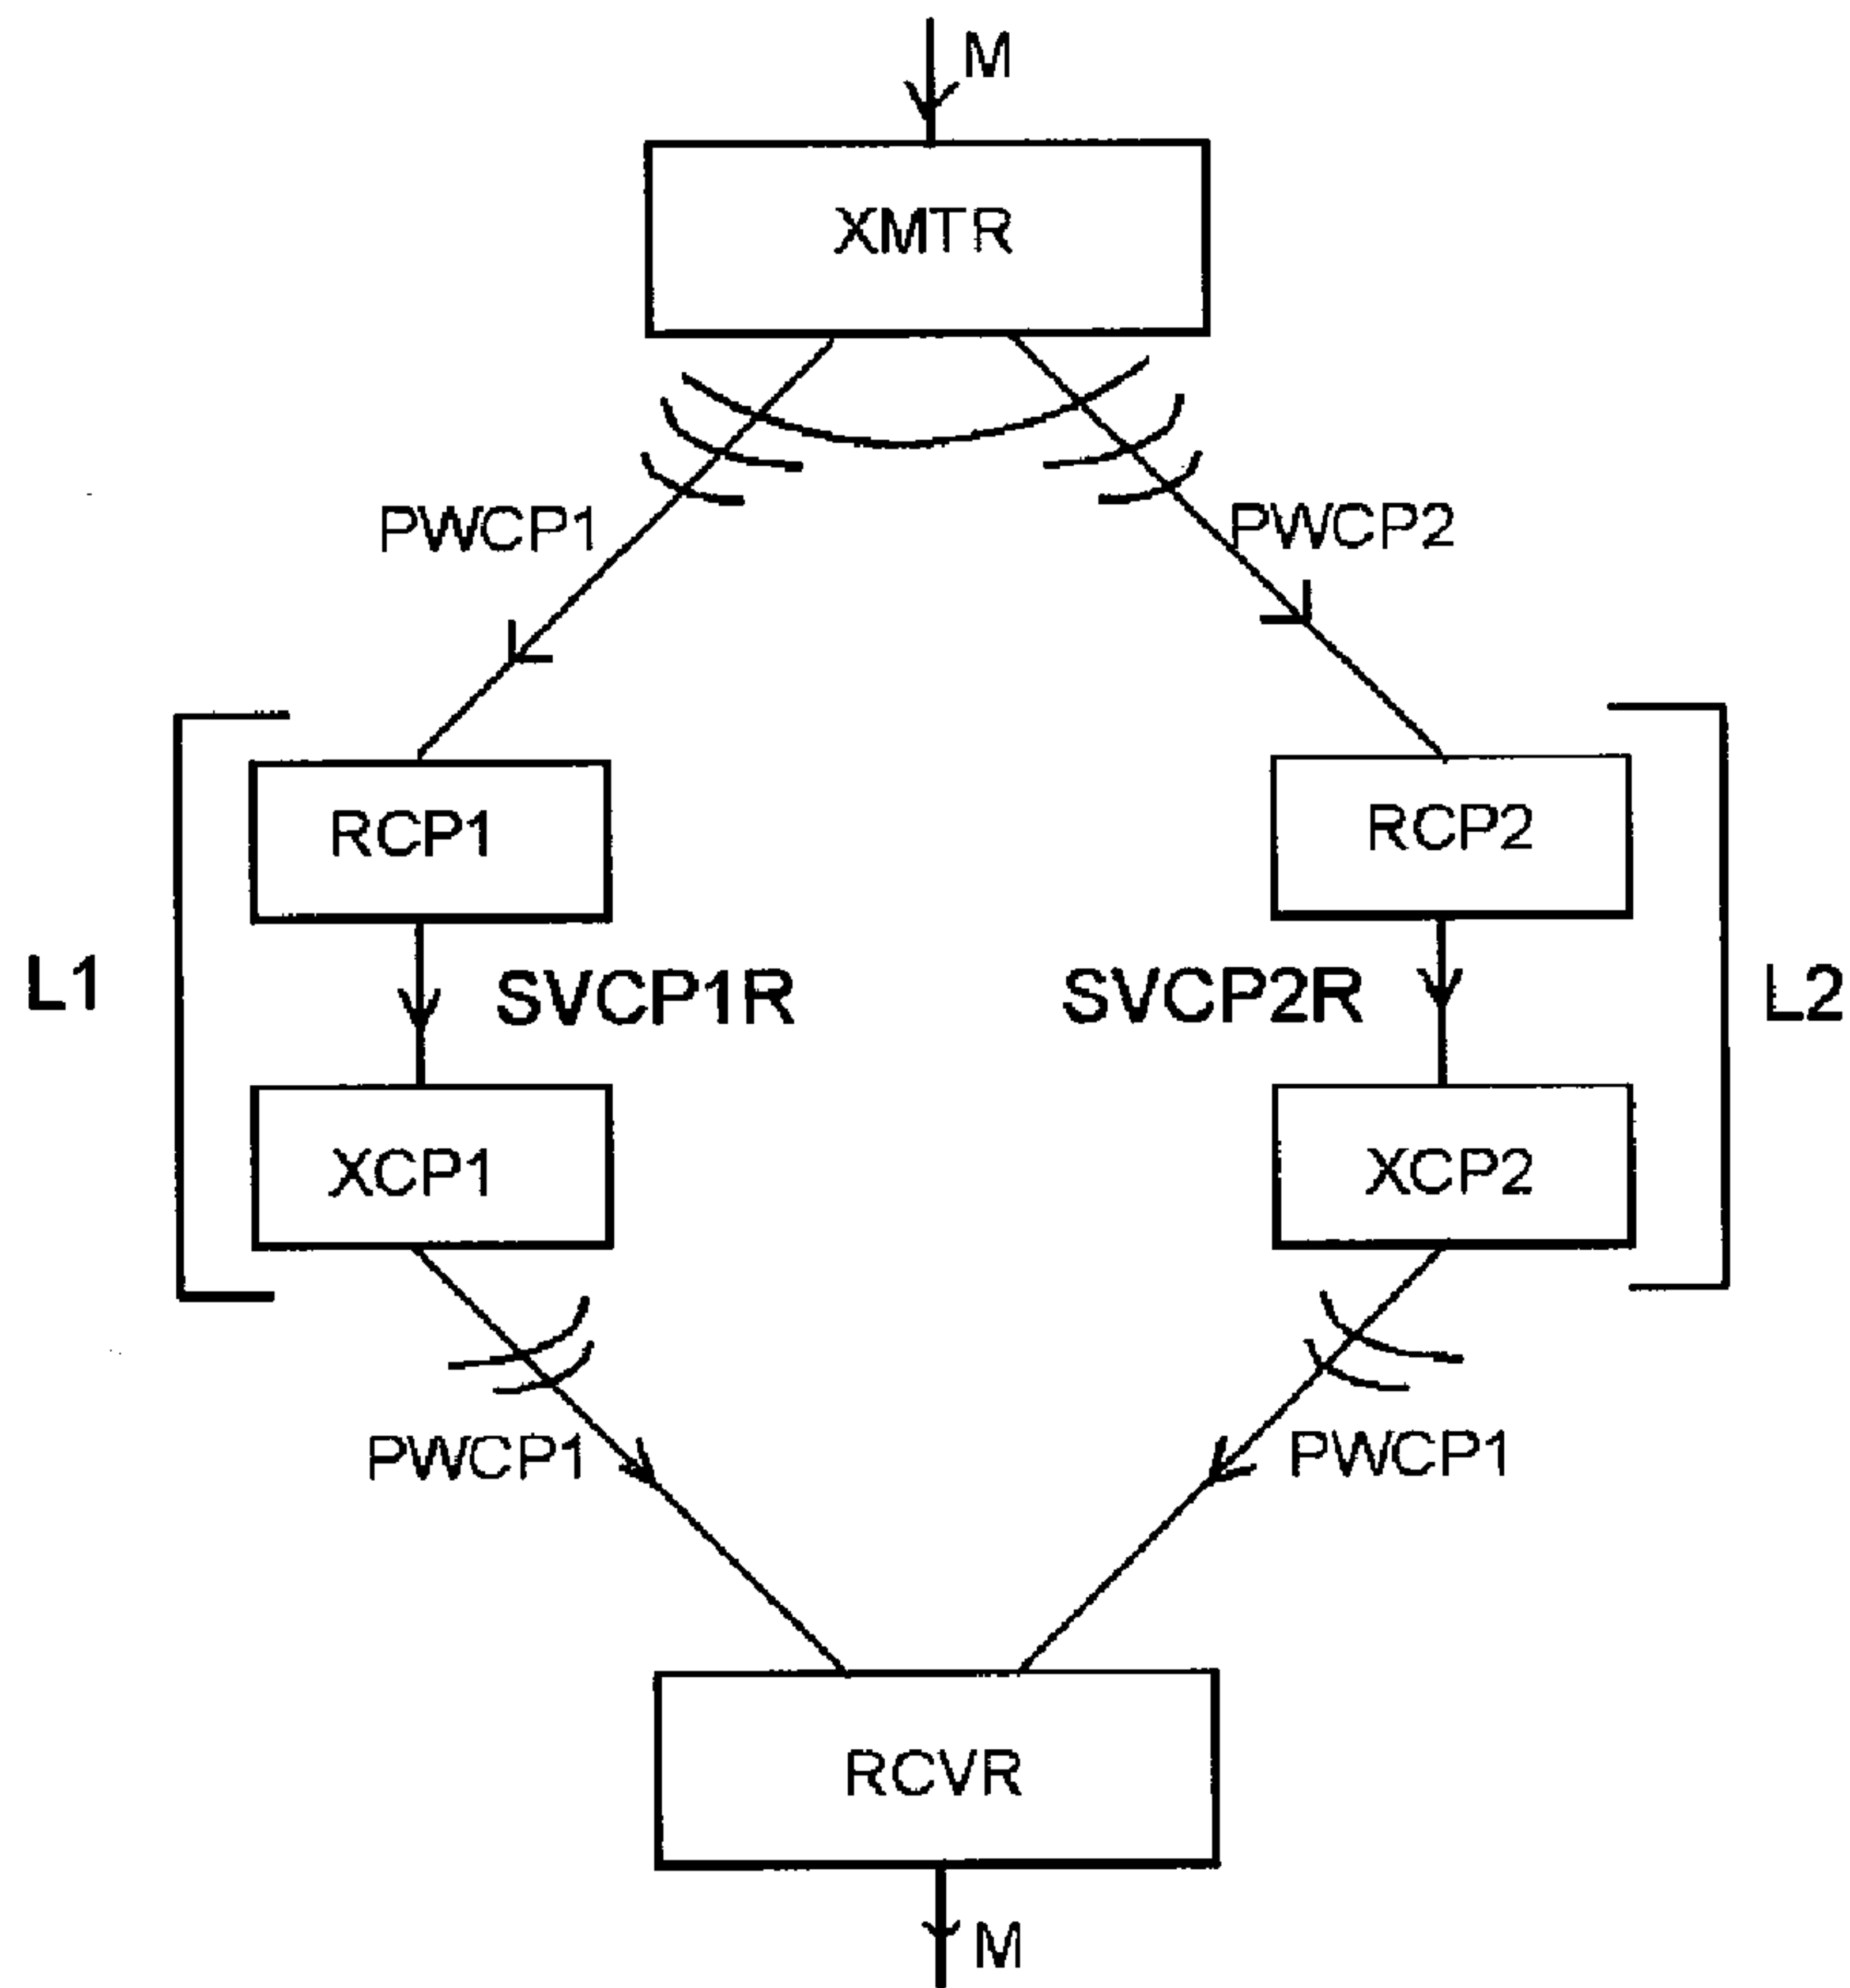 M
XMTR
PWCP1
PWCP2
RCP1
RCP2
L1
SVCP1R
SVCP2R
L2
XCP1
XCP2
PWCP1
PWCP1
RCVR
M